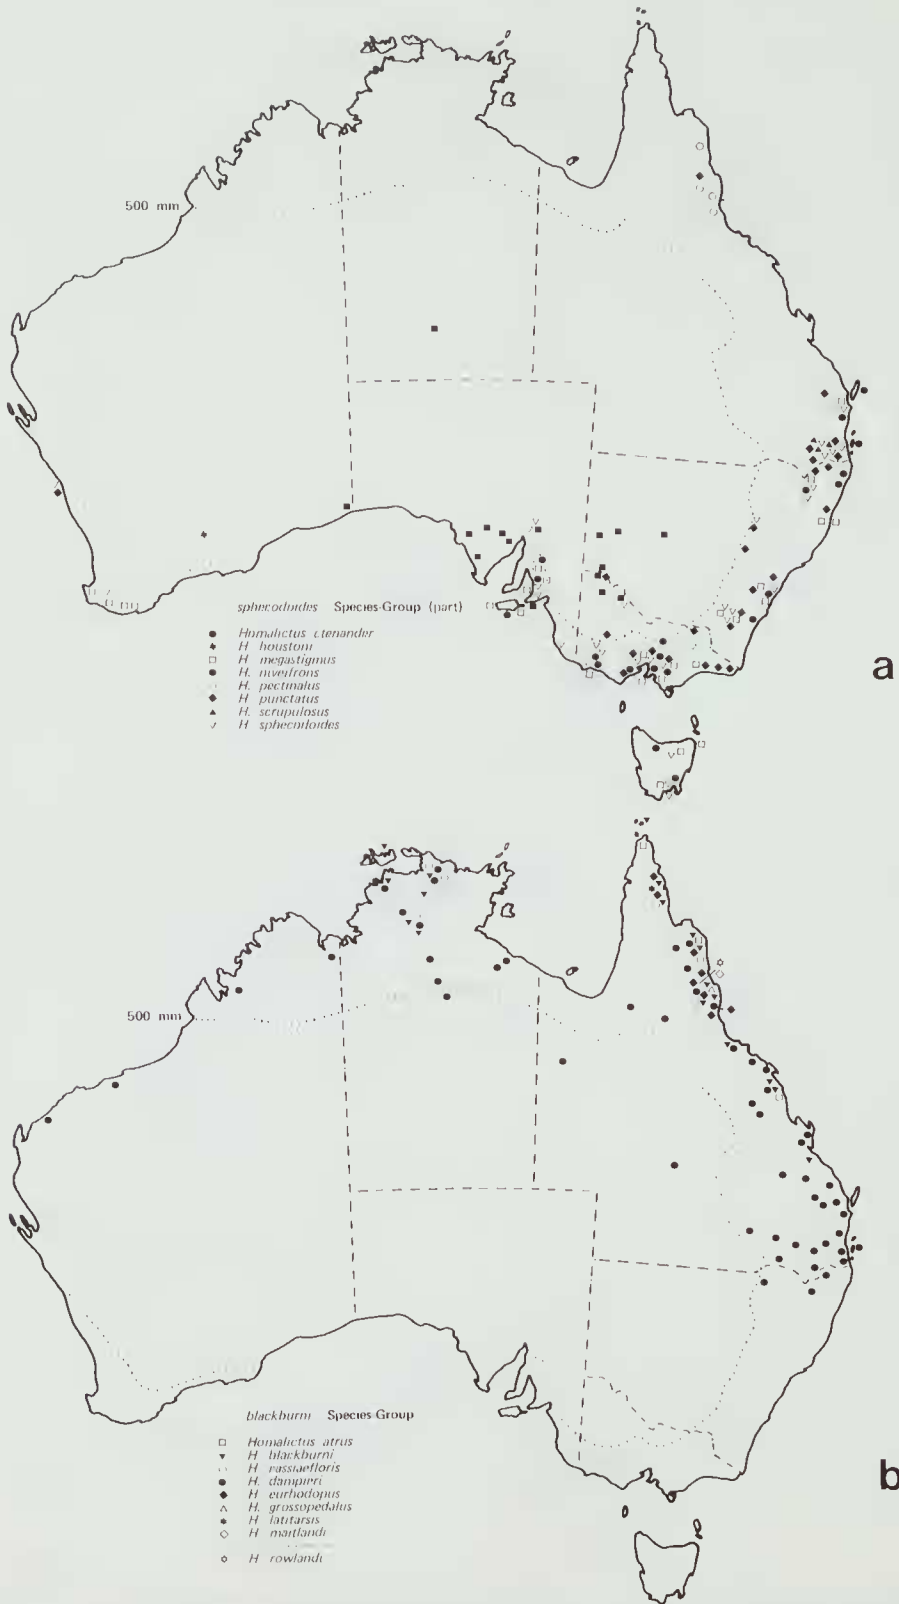 500 mm
sphecodoides Species-Group (part)
Homalictus ctenander
H houstoni
H megastigmus
H. niveifrons
H. pectinalus
H punctatus
H. scrupulosus
H sphecodoides
a
500 mm
blackburni Species-Group
Homalictus atrus
H blackburni
H cassiaefloris
H. dampieri
H eurhodopus
H. grossopedalus
H latitarsis
H maitlandi
H rowlandi
b